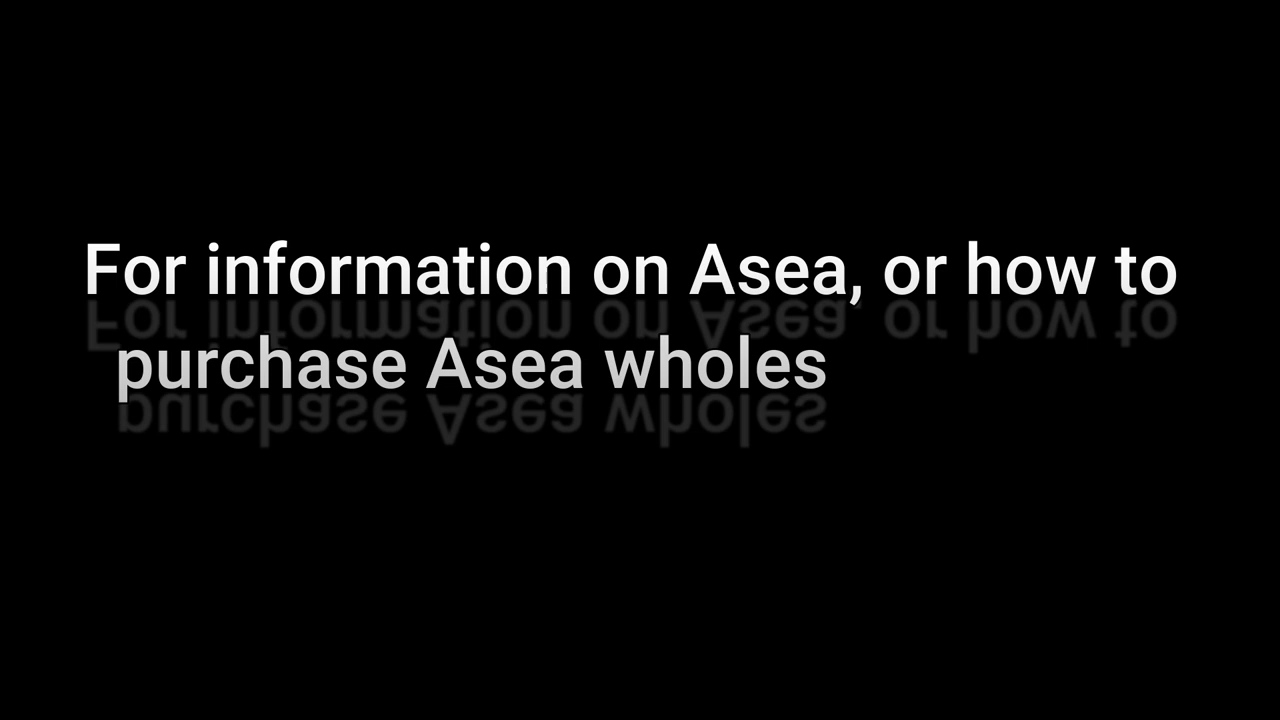 For information on Asea, or how to
purchase Asea wholes